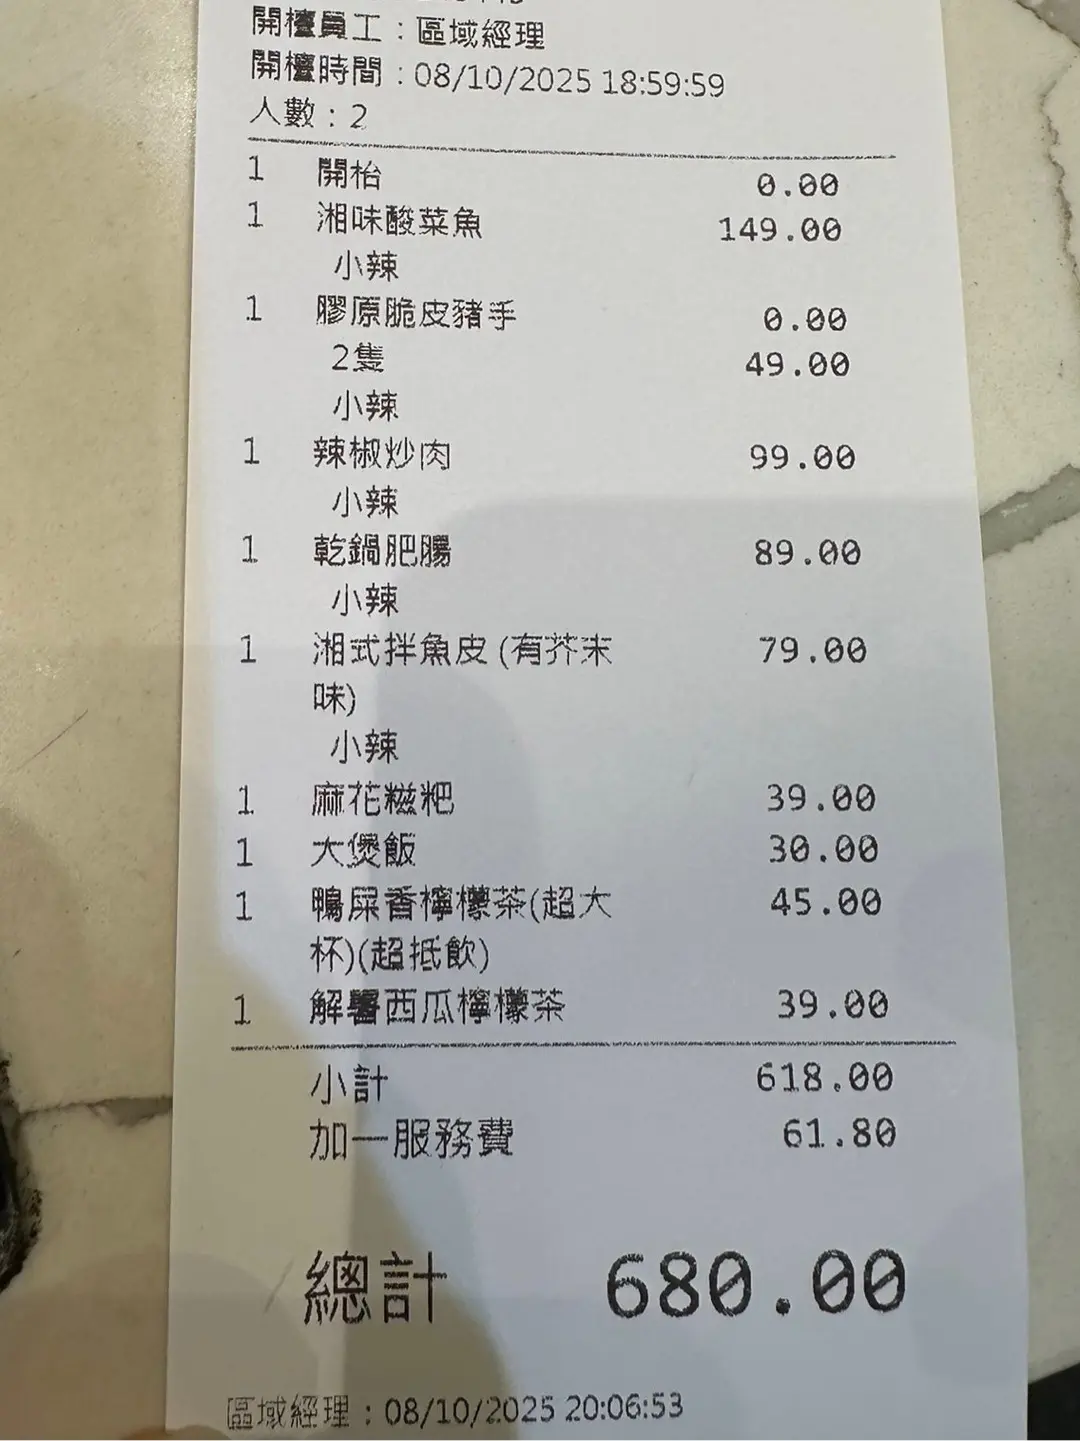 開檯員工：區域經理
開檯時間：08/10/2025 18:59:59
人數：2
1 開枱 0.00
1 湘味酸菜魚 149.00
小辣
1 膠原脆皮豬手 0.00
2隻 49.00
小辣
1 辣椒炒肉 99.00
小辣
1 乾鍋肥腸 89.00
小辣
1 湘式拌魚皮 (有芥末 79.00
味)
小辣
1 麻花糍粑 39.00
1 大煲飯 30.00
1 鴨屎香檸檬茶(超大 45.00
杯)(超抵飲)
1 解暑西瓜檸檬茶 39.00
小計 618.00
加一服務費 61.80
總計 680.00
區域經理：08/10/2025 20:06:53